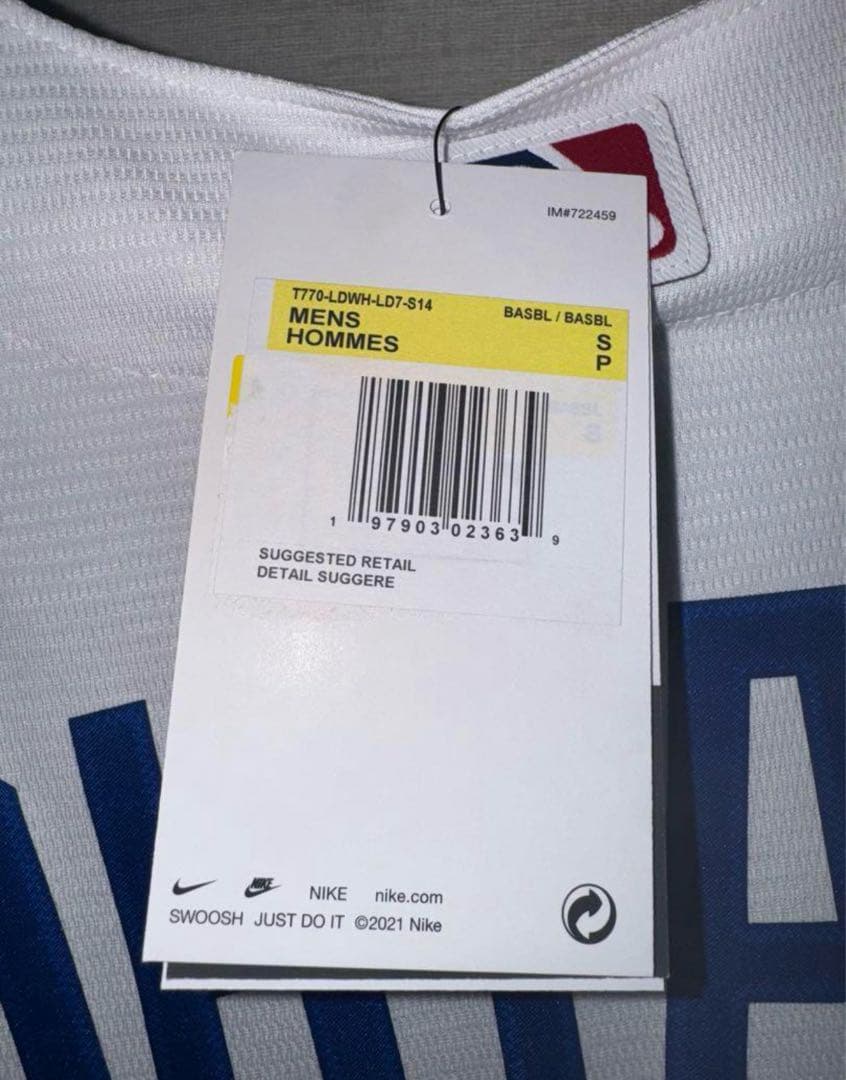 IM#722459
T770-LDWH-LD7-S14 BASBL / BASBL
MENS S
HOMMES P
1 97903 02363 9
SUGGESTED RETAIL
DETAIL SUGGERE
NIKE NIKE nike.com
SWOOSH JUST DO IT ©2021 Nike